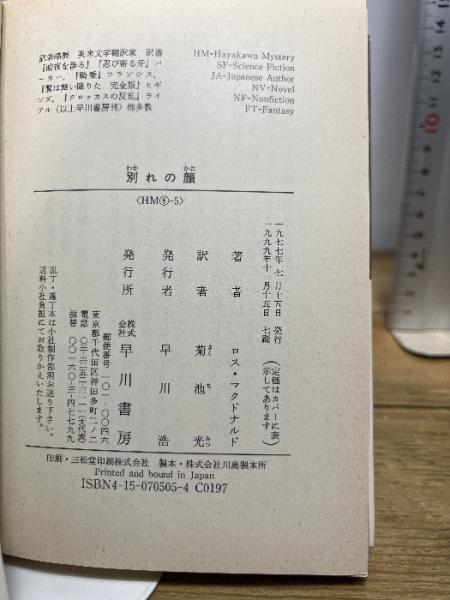 訳者略歴 英米文学翻訳家 訳書
『暗夜を渉る』『忍び寄る牙』パ
ーカー，『騎乗』フランシス，
『鷲は舞い降りた 完全版』ヒギ
ンズ，『クロッカスの反乱』ライ
アル（以上早川書房刊）他多数
HM=Hayakawa Mystery
SF=Science Fiction
JA=Japanese Author
NV=Novel
NF=Nonfiction
FT=Fantasy
わか かお
別れの顔
〈HM⑧-5〉
一九七七年七月十五日 発行
一九九九年十一月十五日 七刷
（定価はカバーに表示してあります）
著者 ロス・マクドナルド
訳者 菊池光
発行者 早川浩
発行所 株式会社 早川書房
郵便番号 一〇一-〇〇四六
東京都千代田区神田多町二ノ二
電話 〇三-三二五二-三一一一（大代表）
振替 〇〇一六〇-三-四七七九九
乱丁・落丁本は小社制作部宛お送り下さい。
送料小社負担にてお取りかえいたします。
印刷・三松堂印刷株式会社 製本・株式会社川島製本所
Printed and bound in Japan
ISBN4-15-070505-4 C0197
10